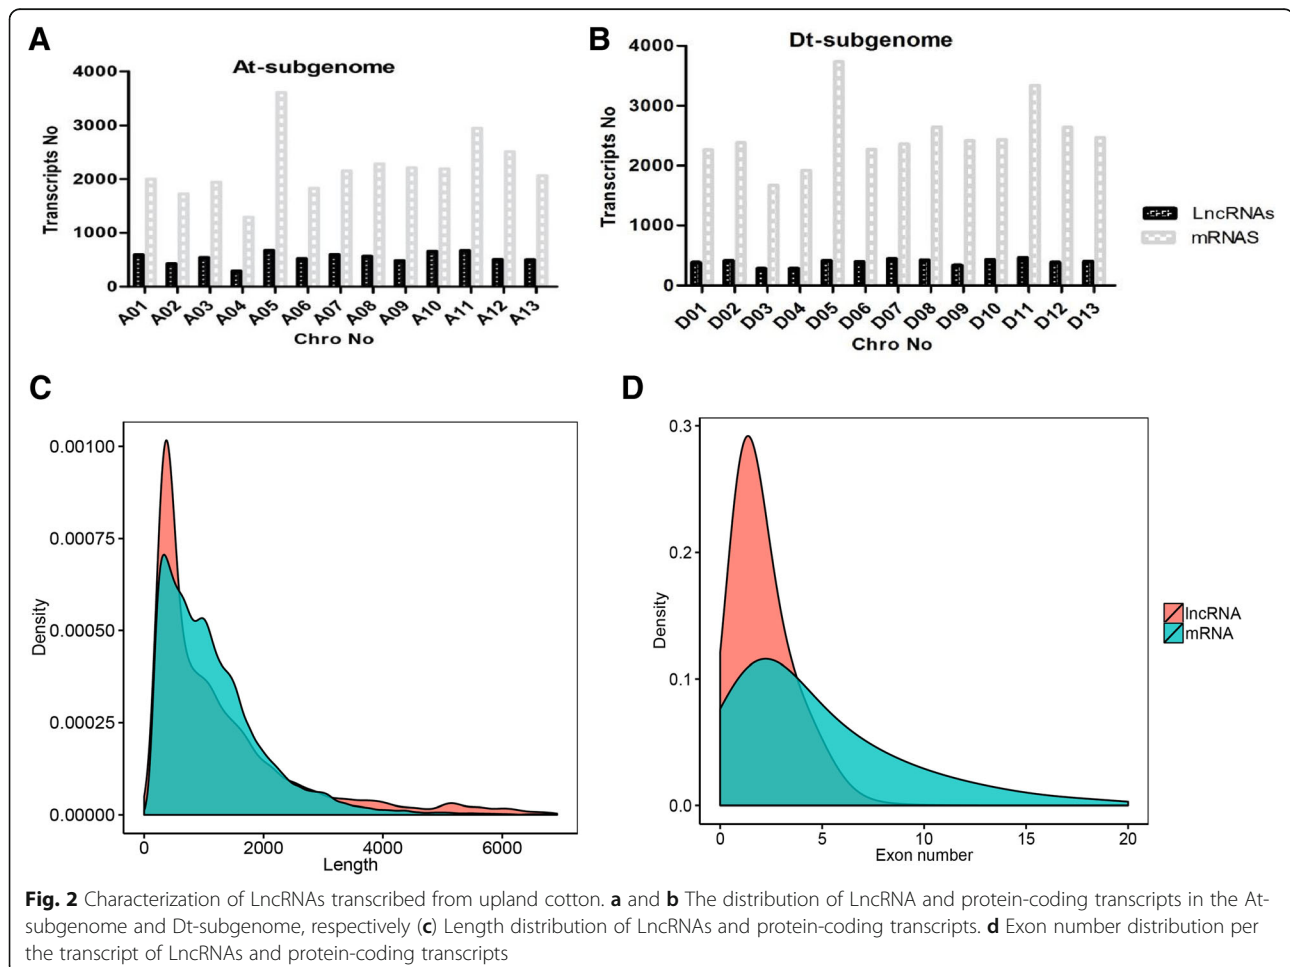 A
At-subgenome
4000
3000
2000
1000
0
Transcripts No
A01 A02 A03 A04 A05 A06 A07 A08 A09 A10 A11 A12 A13
Chro No
B
Dt-subgenome
4000
3000
2000
1000
0
Transcripts No
D01 D02 D03 D04 D05 D06 D07 D08 D09 D10 D11 D12 D13
Chro No
LncRNAs
mRNAS
C
0.00100
0.00075
0.00050
0.00025
0.00000
Density
0 2000 4000 6000
Length
D
0.3
0.2
0.1
0.0
Density
0 5 10 15 20
Exon number
lncRNA
mRNA
Fig. 2 Characterization of LncRNAs transcribed from upland cotton. a and b The distribution of LncRNA and protein-coding transcripts in the At-
subgenome and Dt-subgenome, respectively (c) Length distribution of LncRNAs and protein-coding transcripts. d Exon number distribution per
the transcript of LncRNAs and protein-coding transcripts